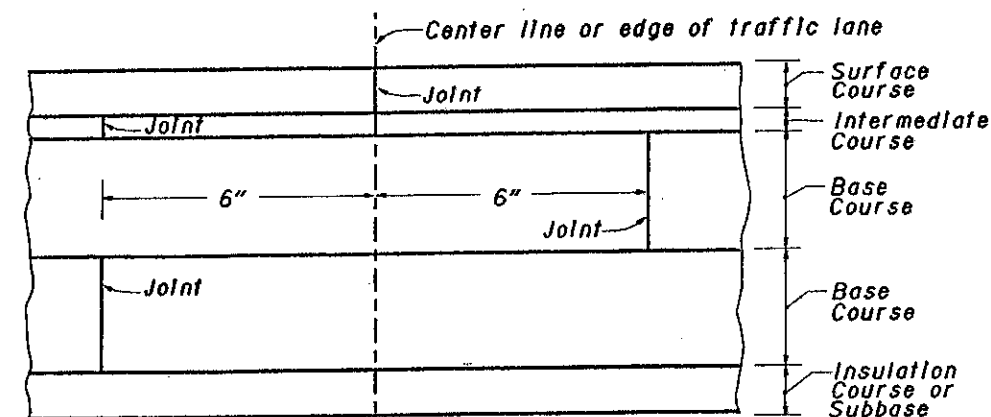 Center line or edge of traffic lane
Surface
Course
Joint
Joint
Intermediate
Course
6"
6"
Base
Course
Joint
Joint
Base
Course
Insulation
Course or
Subbase